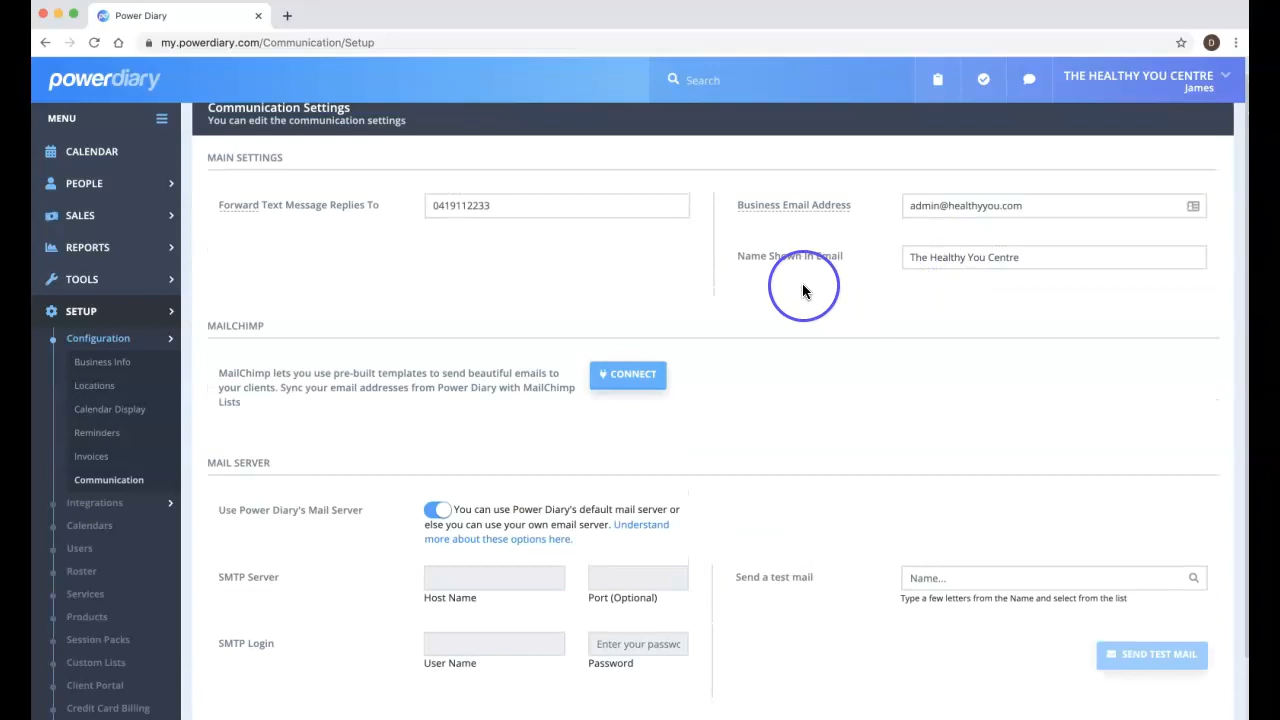 Power Diary
my.powerdiary.com/Communication/Setup
D
powerdiary
Search
THE HEALTHY YOU CENTRE
James
MENU
CALENDAR
PEOPLE
SALES
REPORTS
TOOLS
SETUP
Configuration
Business Info
Locations
Calendar Display
Reminders
Invoices
Communication
Integrations
Calendars
Users
Roster
Services
Products
Session Packs
Custom Lists
Client Portal
Credit Card Billing
Communication Settings
You can edit the communication settings
MAIN SETTINGS
Forward Text Message Replies To
0419112233
Business Email Address
admin@healthyyou.com
Name Shown in Email
The Healthy You Centre
MAILCHIMP
MailChimp lets you use pre-built templates to send beautiful emails to
your clients. Sync your email addresses from Power Diary with MailChimp
Lists
CONNECT
MAIL SERVER
Use Power Diary's Mail Server
You can use Power Diary's default mail server or
else you can use your own email server. Understand
more about these options here.
SMTP Server
Host Name
Port (Optional)
Send a test mail
Name...
Type a few letters from the Name and select from the list
SMTP Login
User Name
Enter your passwc
Password
SEND TEST MAIL